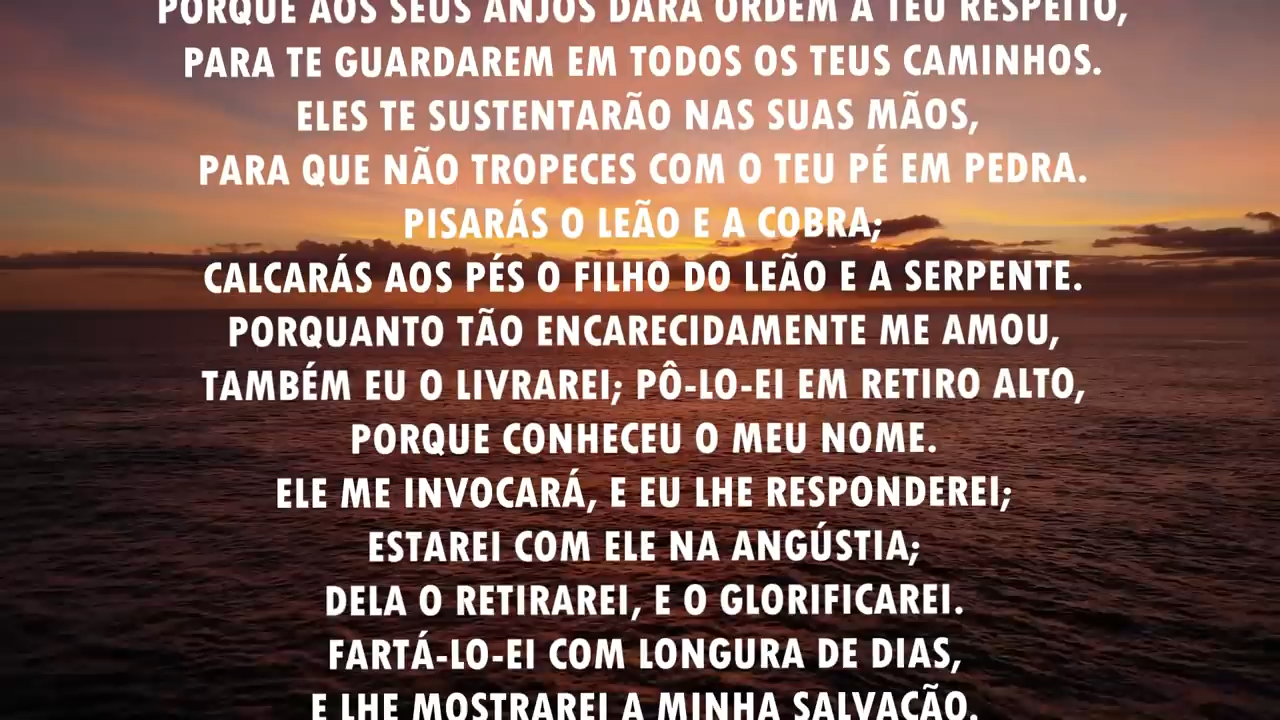 PORQUE AOS SEUS ANJOS DARÁ ORDEM A TEU RESPEITO,
PARA TE GUARDAREM EM TODOS OS TEUS CAMINHOS.
ELES TE SUSTENTARÃO NAS SUAS MÃOS,
PARA QUE NÃO TROPECES COM O TEU PÉ EM PEDRA.
PISARÁS O LEÃO E A COBRA;
CALCARÁS AOS PÉS O FILHO DO LEÃO E A SERPENTE.
PORQUANTO TÃO ENCARECIDAMENTE ME AMOU,
TAMBÉM EU O LIVRAREI; PÔ-LO-EI EM RETIRO ALTO,
PORQUE CONHECEU O MEU NOME.
ELE ME INVOCARÁ, E EU LHE RESPONDEREI;
ESTAREI COM ELE NA ANGÚSTIA;
DELA O RETIRAREI, E O GLORIFICAREI.
FARTÁ-LO-EI COM LONGURA DE DIAS,
E LHE MOSTRAREI A MINHA SALVAÇÃO.